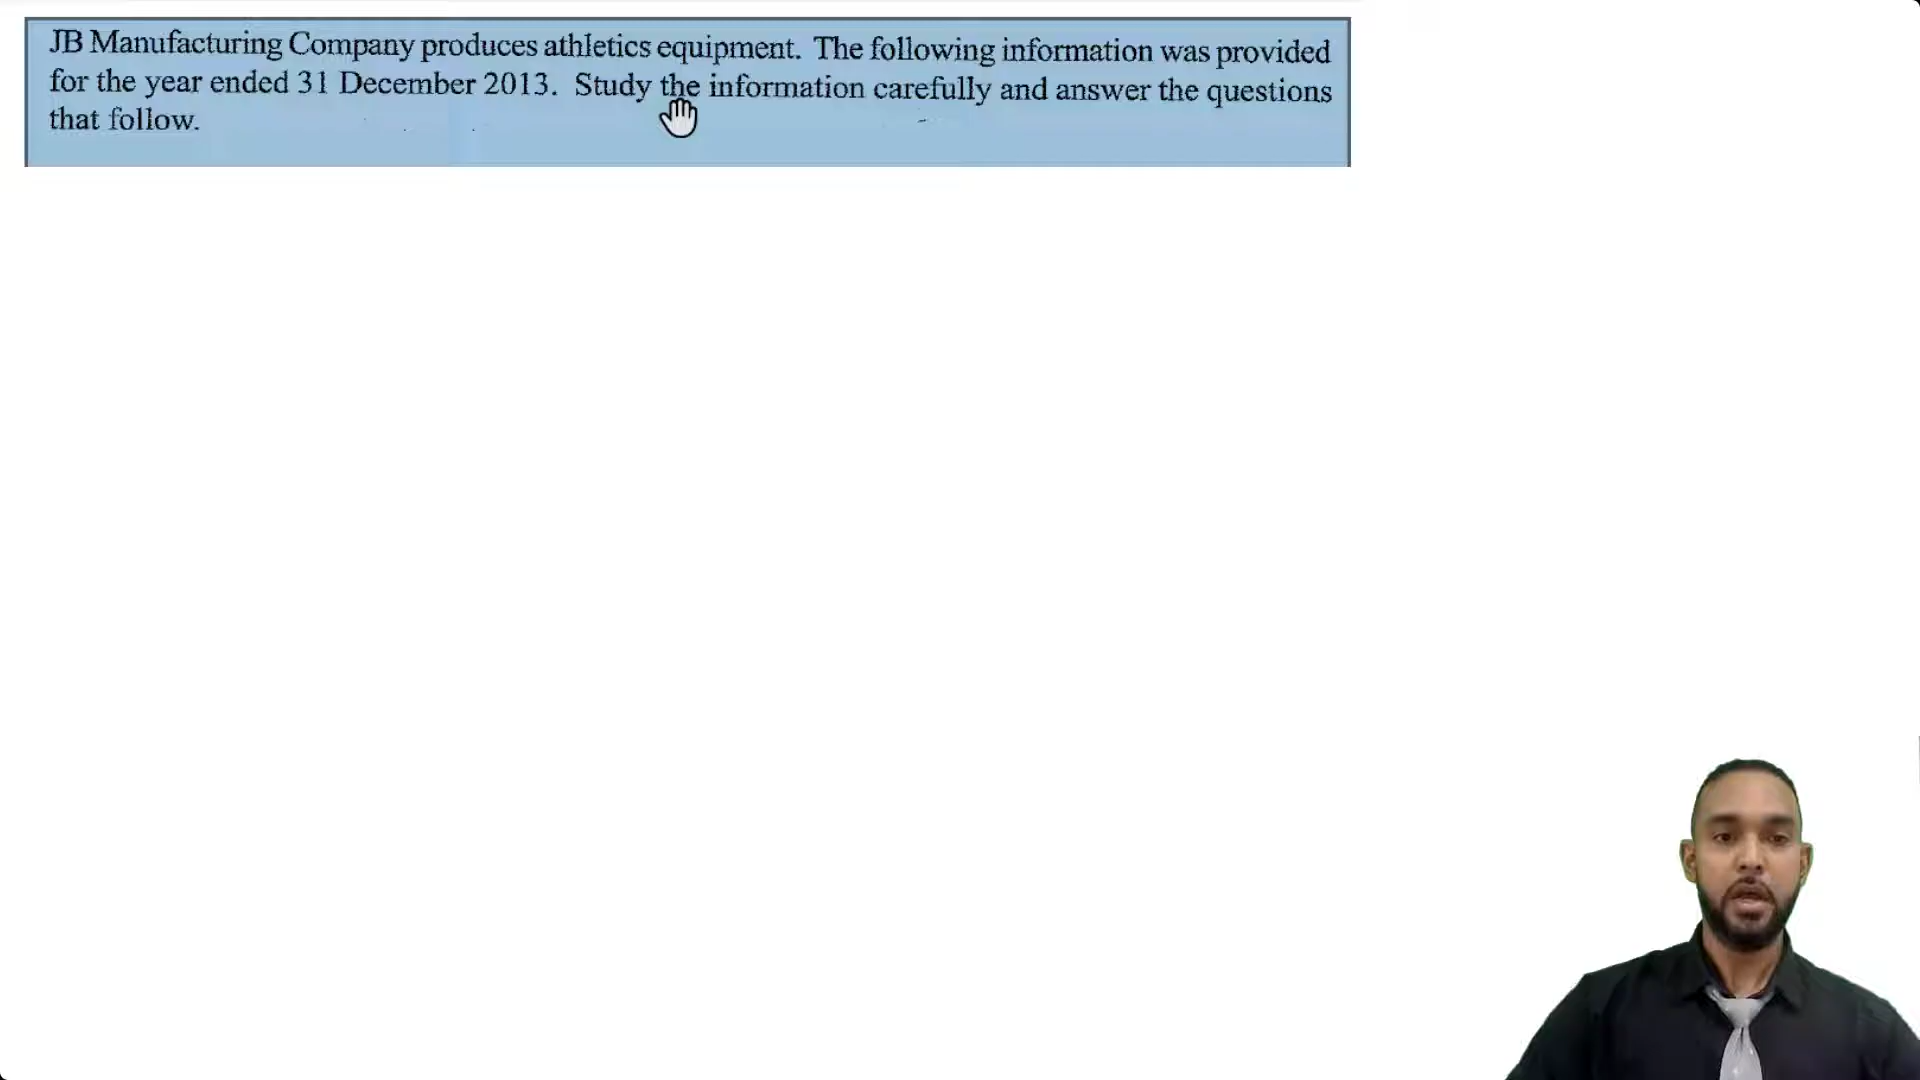 JB Manufacturing Company produces athletics equipment. The following information was provided
for the year ended 31 December 2013. Study the information carefully and answer the questions
that follow.